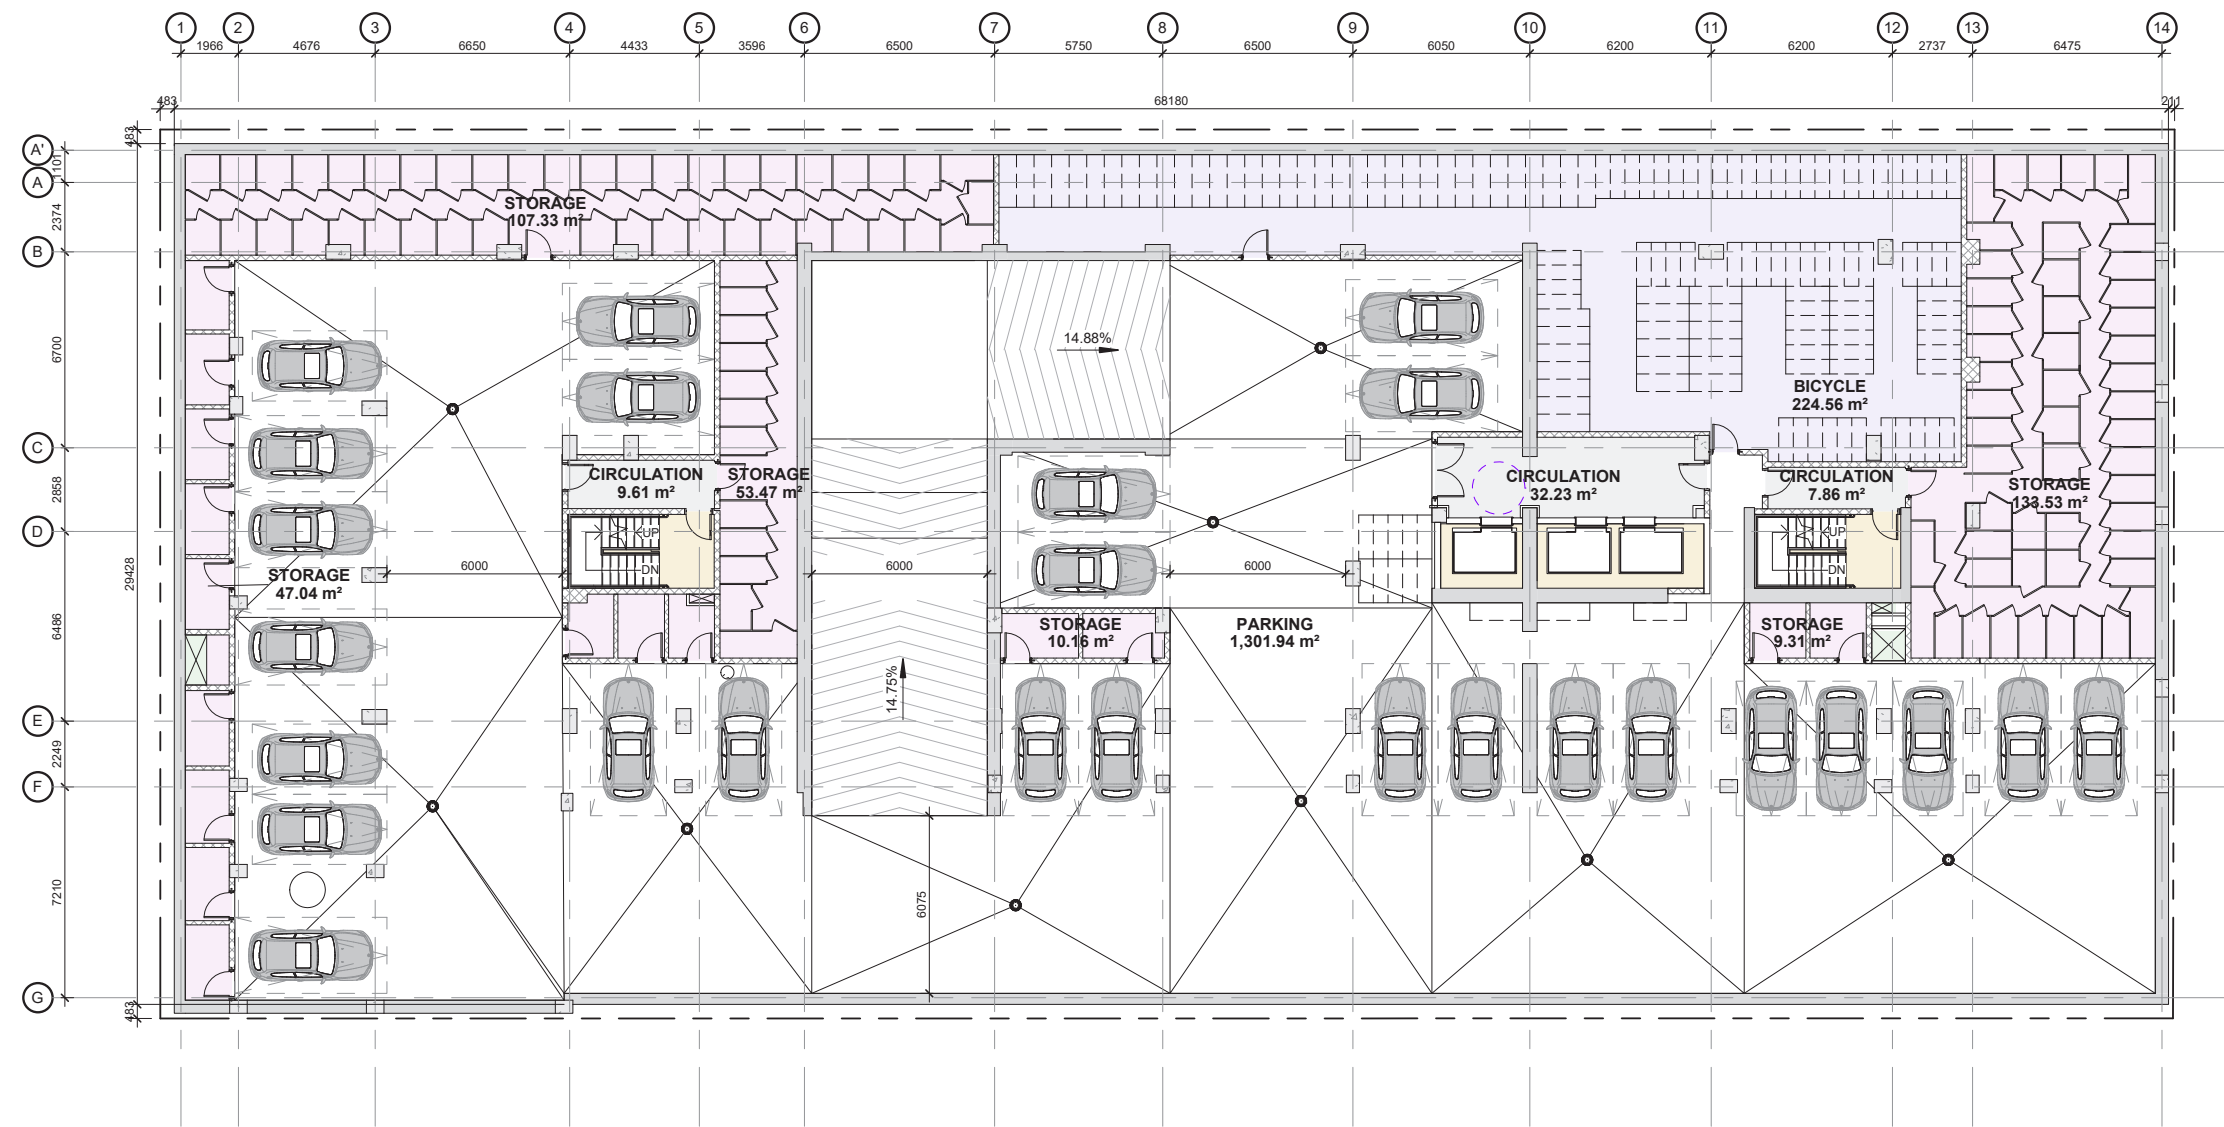 1 2 3 4 5 6 7 8 9 10 11 12 13 14
1966 4676 6650 4433 3596 6500 5750 6500 6050 6200 6200 2737 6475
483 68180 211
483
A'
1101
A
2374
STORAGE
107.33 m²
B
6700
14.88%
BICYCLE
224.56 m²
C
CIRCULATION
9.61 m²
STORAGE
53.47 m²
CIRCULATION
32.23 m²
CIRCULATION
7.86 m²
STORAGE
133.53 m²
2858
D
UP
DN
UP
DN
29428
STORAGE
47.04 m²
6000
6000
6000
6486
STORAGE
10.16 m²
PARKING
1,301.94 m²
STORAGE
9.31 m²
14.75%
E
2249
F
7210
6075
G
483